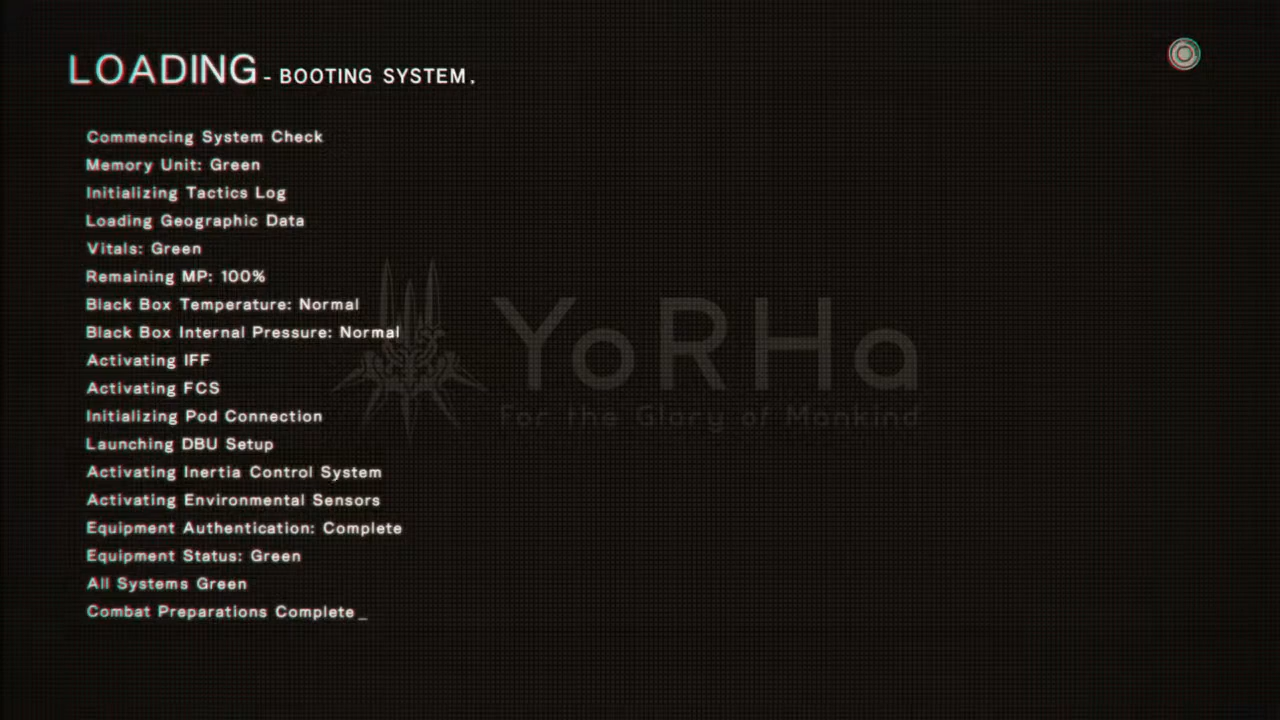 LOADING - BOOTING SYSTEM.
Commencing System Check
Memory Unit: Green
Initializing Tactics Log
Loading Geographic Data
Vitals: Green
Remaining MP: 100%
Black Box Temperature: Normal
Black Box Internal Pressure: Normal
Activating IFF
Activating FCS
Initializing Pod Connection
Launching DBU Setup
Activating Inertia Control System
Activating Environmental Sensors
Equipment Authentication: Complete
Equipment Status: Green
All Systems Green
Combat Preparations Complete_
YoRHa
For the Glory of Mankind